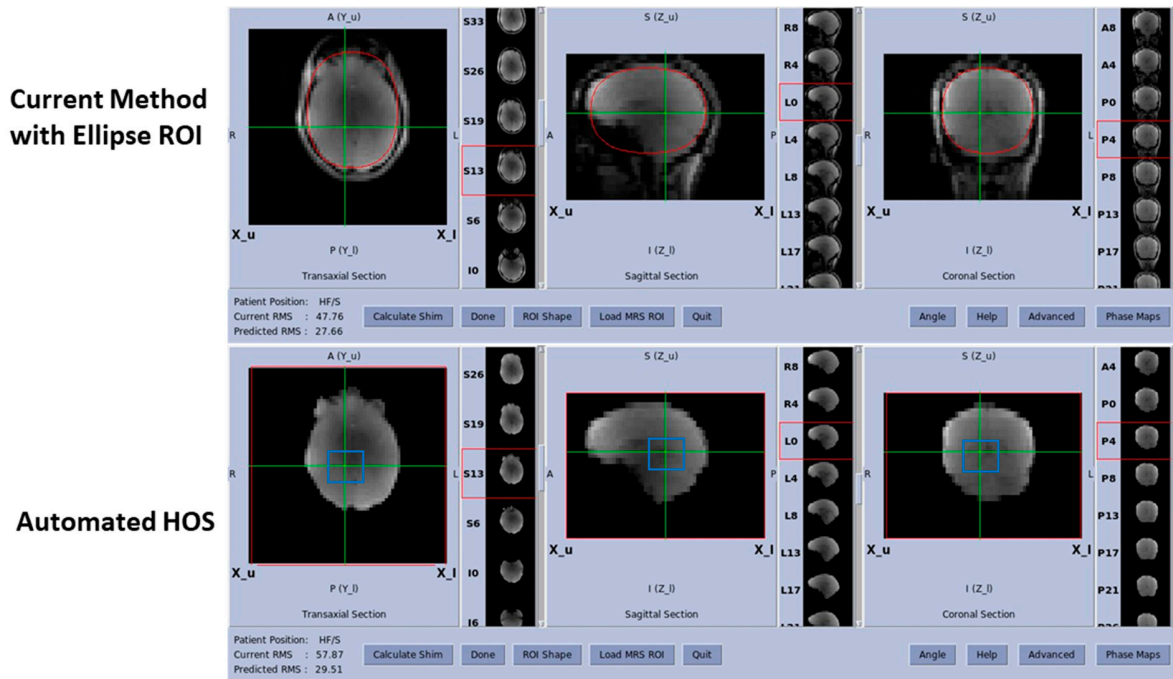 Current Method
with Ellipse ROI
A (Y_u)
R
L
X_u
X_l
P (Y_l)
Transaxial Section
S33
S26
S19
S13
S6
I0
S (Z_u)
A
P
X_u
X_l
I (Z_l)
Sagittal Section
R8
R4
L0
L4
L8
L13
L17
L21
S (Z_u)
R
L
X_u
X_l
I (Z_l)
Coronal Section
A8
A4
P0
P4
P8
P13
P17
P21
Patient Position: HF/S
Current RMS : 47.76
Predicted RMS : 27.66
Calculate Shim
Done
ROI Shape
Load MRS ROI
Quit
Angle
Help
Advanced
Phase Maps
Automated HOS
A (Y_u)
R
L
X_u
X_l
P (Y_l)
Transaxial Section
S26
S19
S13
S6
I0
I6
S (Z_u)
A
P
X_u
X_l
I (Z_l)
Sagittal Section
R8
R4
L0
L4
L8
L13
L17
L21
S (Z_u)
R
L
X_u
X_l
I (Z_l)
Coronal Section
A4
P0
P4
P8
P13
P17
P21
Patient Position: HF/S
Current RMS : 57.87
Predicted RMS : 29.51
Calculate Shim
Done
ROI Shape
Load MRS ROI
Quit
Angle
Help
Advanced
Phase Maps